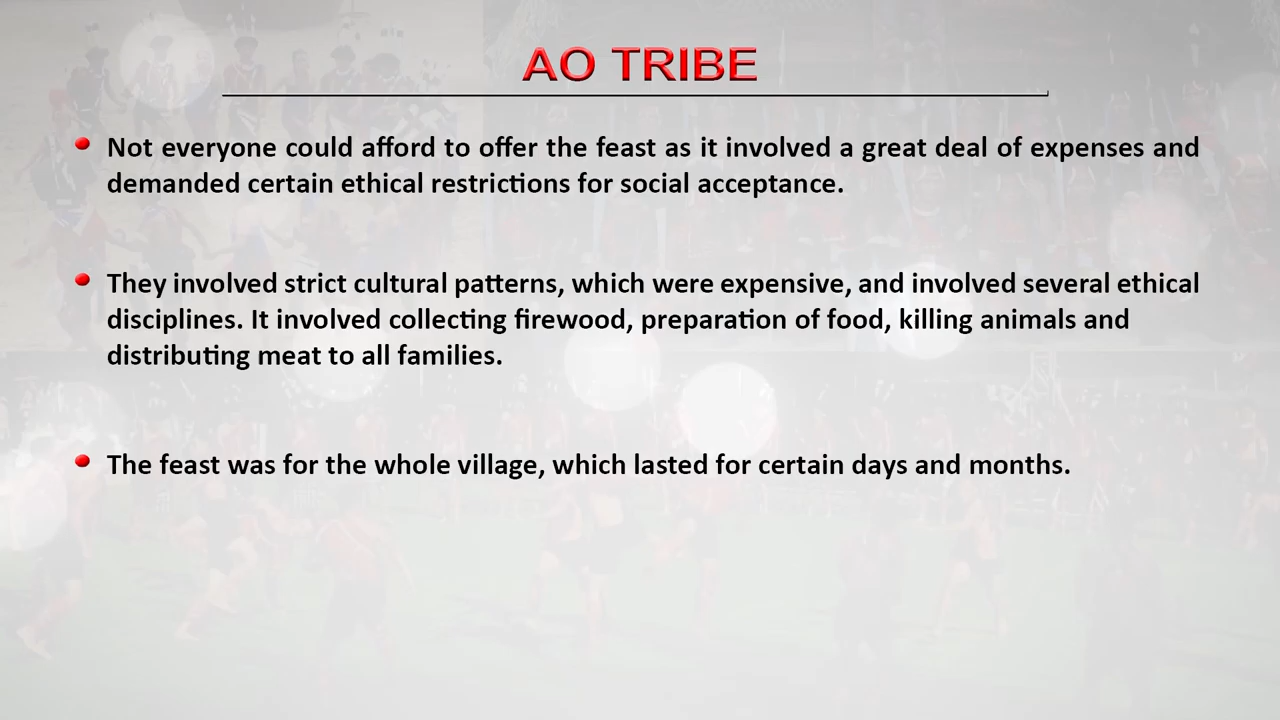 AO TRIBE
Not everyone could afford to offer the feast as it involved a great deal of expenses and
demanded certain ethical restrictions for social acceptance.
They involved strict cultural patterns, which were expensive, and involved several ethical
disciplines. It involved collecting firewood, preparation of food, killing animals and
distributing meat to all families.
The feast was for the whole village, which lasted for certain days and months.